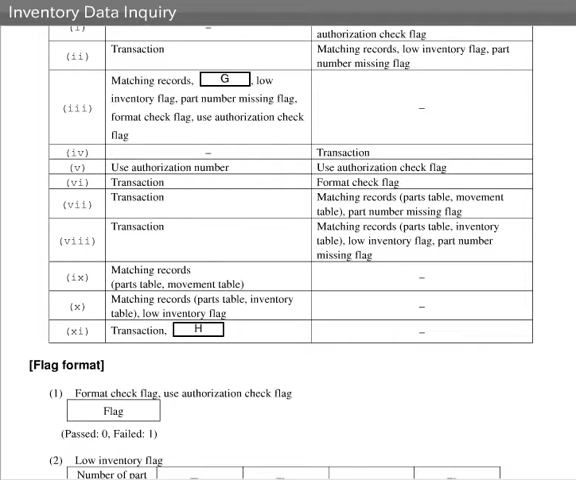 Inventory Data Inquiry
(i) – authorization check flag
(ii) Transaction Matching records, low inventory flag, part
number missing flag
Matching records, G , low
inventory flag, part number missing flag,
(iii) –
format check flag, use authorization check
flag
(iv) – Transaction
(v) Use authorization number Use authorization check flag
(vi) Transaction Format check flag
(vii) Transaction Matching records (parts table, movement
table), part number missing flag
(viii) Transaction Matching records (parts table, inventory
table), low inventory flag, part number
missing flag
(ix) Matching records –
(parts table, movement table)
(x) Matching records (parts table, inventory –
table), low inventory flag
(xi) Transaction, H –
[Flag format]
(1) Format check flag, use authorization check flag
Flag
(Passed: 0, Failed: 1)
(2) Low inventory flag
Number of part – – –